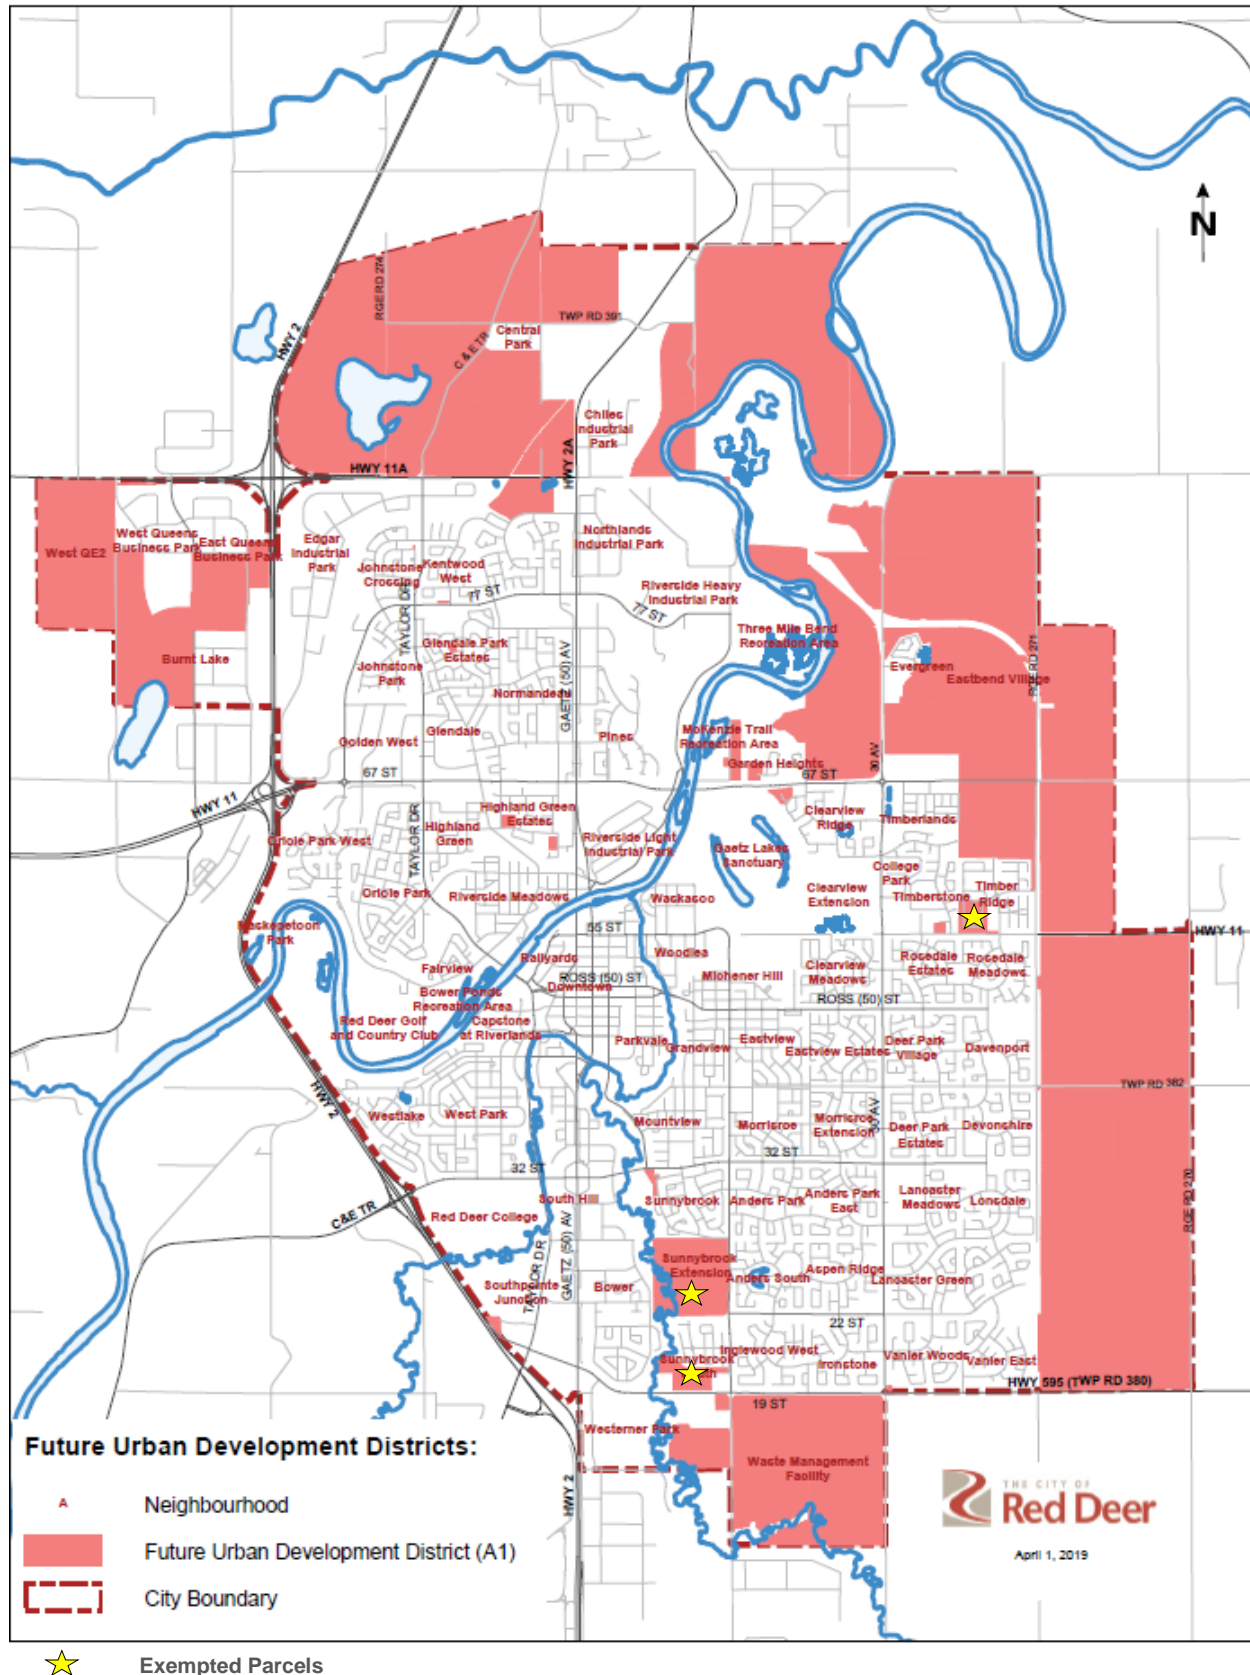 N
RGE RD 274
HWY 2
TWP RD 391
Central
Park
C & E TR
Chiles
Industrial
Park
HWY 2A
HWY 11A
West QE2
West Queens
Business Park
East Queens
Business Park
Edgar
Industrial
Park
Northlands
Industrial Park
Johnstone
Crossing
Kentwood
West
77 ST
Riverside Heavy
Industrial Park
77 ST
TAYLOR DR
Three Mile Bend
Recreation Area
Glendale Park
Estates
Burnt Lake
Johnstone
Park
Evergreen
Eastbend Village
RGE RD 271
Normandeau
GAETZ (50) AV
Glendale
Golden West
Pines
McKenzie Trail
Recreation Area
Garden Heights
30 AV
67 ST
67 ST
HWY 11
Highland Green
Estates
Clearview
Ridge
Timberlands
TAYLOR DR
Highland
Green
Oriole Park West
Riverside Light
Industrial Park
Gaetz Lakes
Sanctuary
College
Park
Oriole Park
Riverside Meadows
Waskasoo
Clearview
Extension
Timberstone
Timber
Ridge
Maskepetoon
Park
55 ST
HWY 11
Woodlea
Railyards
Fairview
ROSS (50) ST
Downtown
Michener Hill
Clearview
Meadows
Rosedale
Estates
Rosedale
Meadows
Bower Ponds
Recreation Area
ROSS (50) ST
Red Deer Golf
and Country Club
Capstone
at Riverlands
Parkvale
Grandview
Eastview
Eastview Estates
Deer Park
Village
Davenport
HWY 2
TWP RD 382
Westlake
West Park
Mountview
Morrisroe
Morrisroe
Extension
30 AV
Deer Park
Estates
Devonshire
32 ST
32 ST
South Hill
Sunnybrook
Anders Park
Anders Park
East
Lancaster
Meadows
Lonsdale
RGE RD 270
C&E TR
Red Deer College
GAETZ (50) AV
TAYLOR DR
Sunnybrook
Extension
Anders South
Aspen Ridge
Lancaster Green
Southpointe
Junction
Bower
22 ST
Sunnybrook
Inglewood West
Ironstone
Vanier Woods
Vanier East
HWY 595 (TWP RD 380)
19 ST
Westerner Park
Waste Management
Facility
HWY 2
Future Urban Development Districts:
A Neighbourhood
Future Urban Development District (A1)
City Boundary
THE CITY OF
Red Deer
April 1, 2019
Exempted Parcels